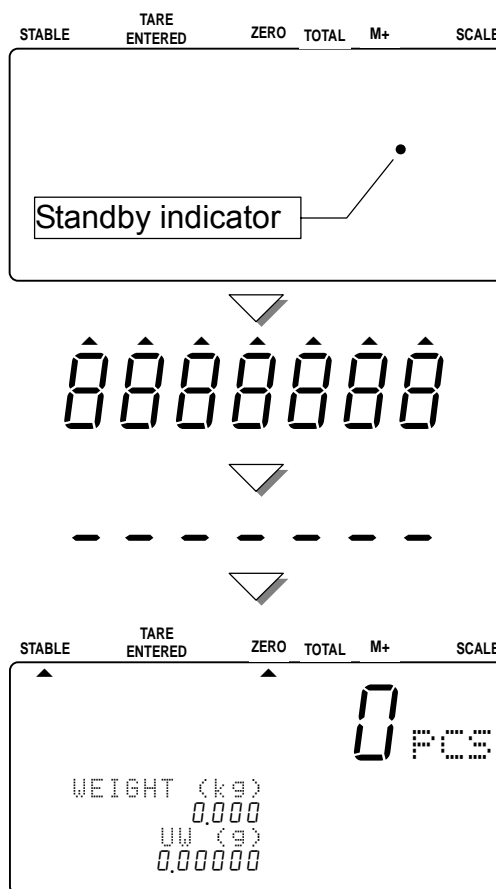 STABLE TARE ENTERED ZERO TOTAL M+ SCALE
Standby indicator
8888888
- - - - - - -
STABLE TARE ENTERED ZERO TOTAL M+ SCALE
0 PCS
WEIGHT (kg)
0.000
UW (g)
0.00000